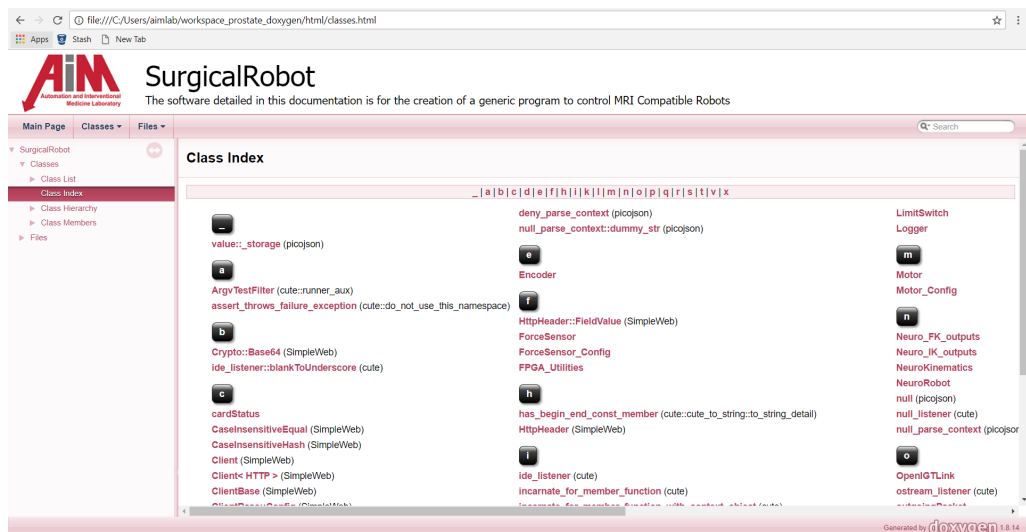 file:///C:/Users/aimlab/workspace_prostate_doxygen/html/classes.html
Apps Stash New Tab
AiM
Automation and Interventional
Medicine Laboratory
SurgicalRobot
The software detailed in this documentation is for the creation of a generic program to control MRI Compatible Robots
Main Page Classes Files Search
SurgicalRobot
Classes
Class List
Class Index
Class Hierarchy
Class Members
Files
Class Index
_ | a | b | c | d | e | f | h | i | k | l | m | n | o | p | q | r | s | t | v | x
_
value::_storage (picojson)
a
ArgvTestFilter (cute::runner_aux)
assert_throws_failure_exception (cute::do_not_use_this_namespace)
b
Crypto::Base64 (SimpleWeb)
ide_listener::blankToUnderscore (cute)
c
cardStatus
CaseInsensitiveEqual (SimpleWeb)
CaseInsensitiveHash (SimpleWeb)
Client (SimpleWeb)
Client< HTTP > (SimpleWeb)
ClientBase (SimpleWeb)
deny_parse_context (picojson)
null_parse_context::dummy_str (picojson)
e
Encoder
f
HttpHeader::FieldValue (SimpleWeb)
ForceSensor
ForceSensor_Config
FPGA_Utilities
h
has_begin_end_const_member (cute::cute_to_string::to_string_detail)
HttpHeader (SimpleWeb)
i
ide_listener (cute)
incarnate_for_member_function (cute)
LimitSwitch
Logger
m
Motor
Motor_Config
n
Neuro_FK_outputs
Neuro_IK_outputs
NeuroKinematics
NeuroRobot
null (picojson)
null_listener (cute)
null_parse_context (picojson
o
OpenIGTLink
ostream_listener (cute)
Generated by doxygen 1.8.14